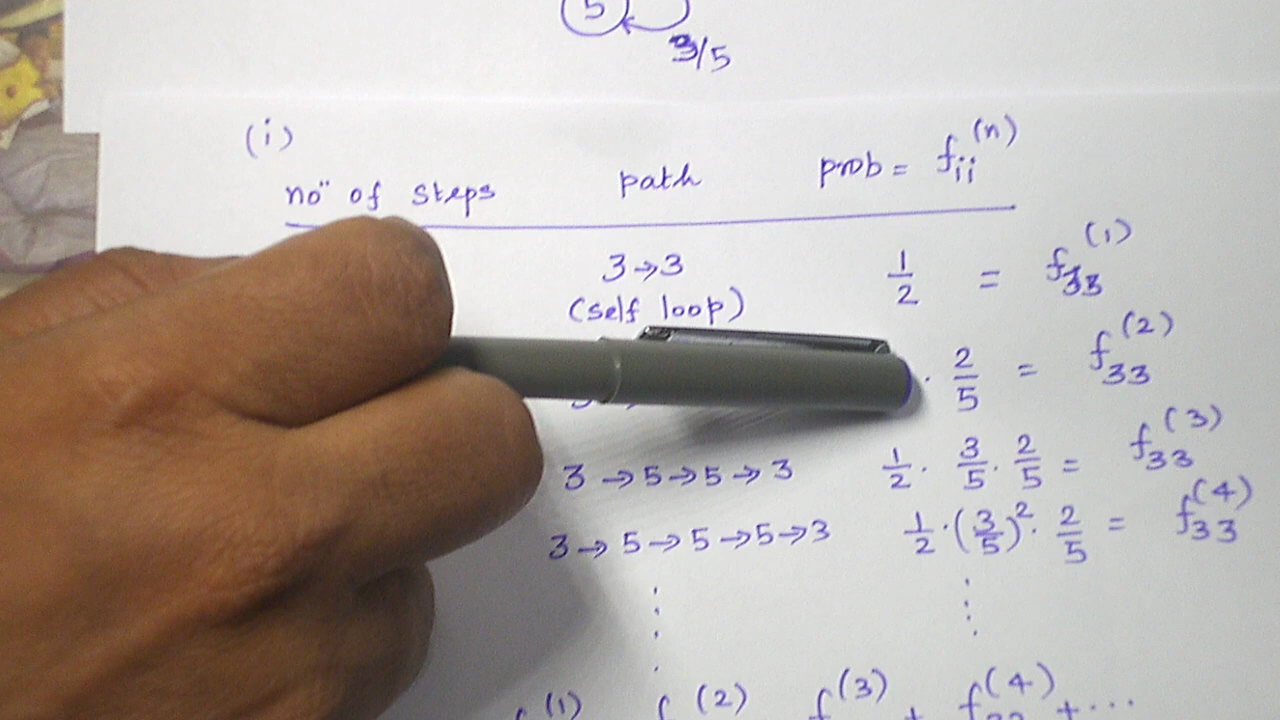 5
3/5
(i)
no" of steps path prob = f_ii^(n)
3→3 1/2 = f_33^(1)
(self loop)
· 2/5 = f_33^(2)
3→5→5→3 1/2 · 3/5 · 2/5 = f_33^(3)
3→5→5→5→3 1/2 · (3/5)^2 · 2/5 = f_33^(4)
⋮ ⋮
(1) (2) f^(3) + f_33^(4) + ...